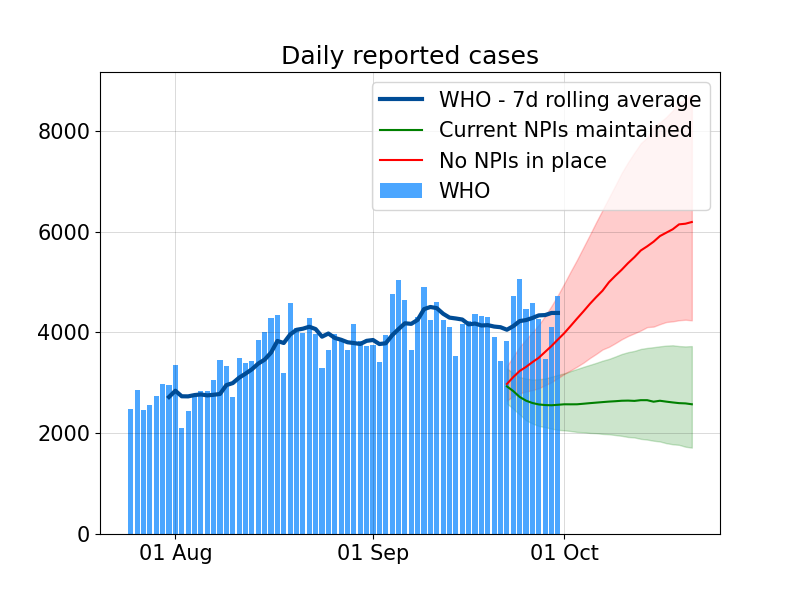 Daily reported cases
WHO - 7d rolling average
Current NPIs maintained
No NPIs in place
WHO
8000
6000
4000
2000
0
01 Aug
01 Sep
01 Oct